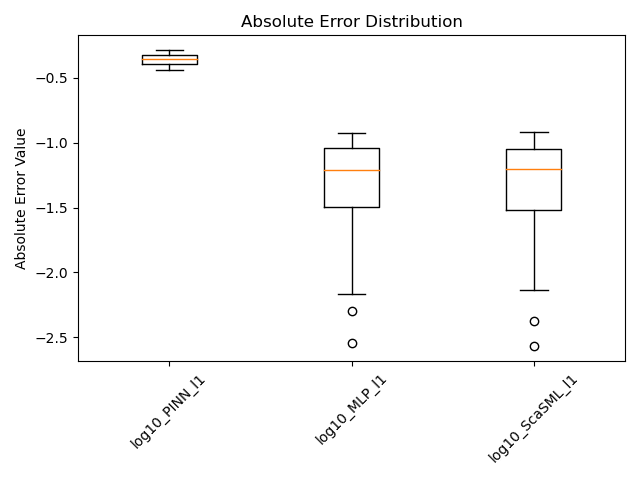 Absolute Error Distribution
Absolute Error Value
−0.5
−1.0
−1.5
−2.0
−2.5
log10_PINN_l1
log10_MLP_l1
log10_ScaSML_l1